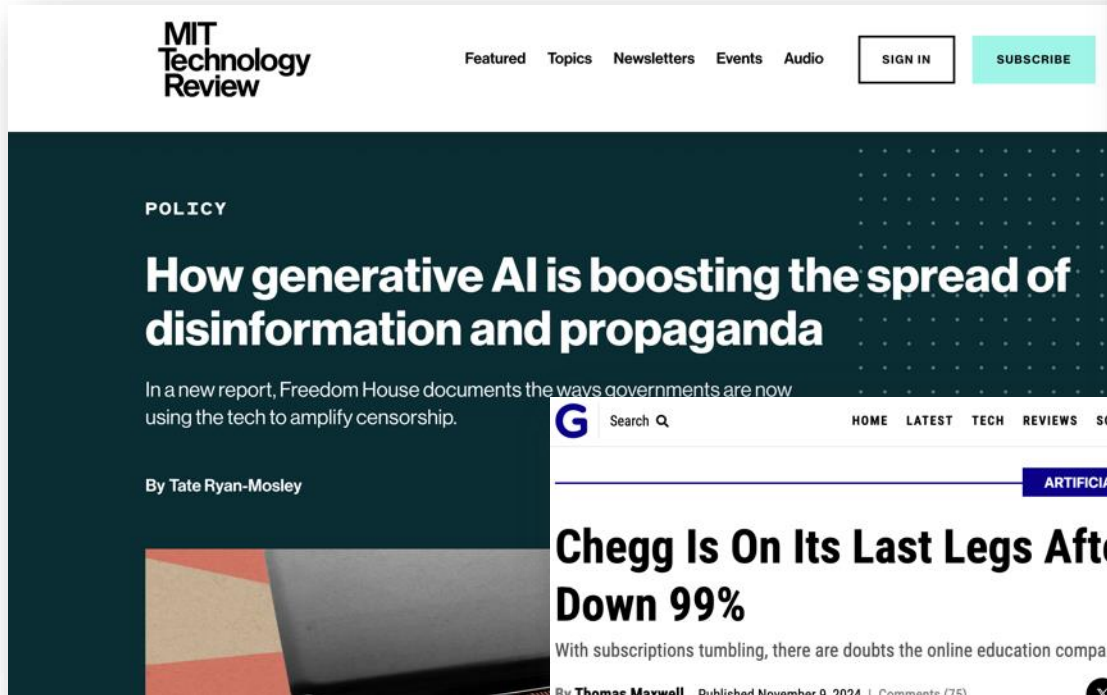 MIT
Technology
Review
Featured Topics Newsletters Events Audio SIGN IN SUBSCRIBE
POLICY
How generative AI is boosting the spread of
disinformation and propaganda
In a new report, Freedom House documents the ways governments are now
using the tech to amplify censorship.
By Tate Ryan-Mosley
G Search HOME LATEST TECH REVIEWS
Chegg Is On Its Last Legs
Down 99%
With subscriptions tumbling, there are doubts the online education
By Thomas Maxwell Published November 9, 2024 | Comments (75)